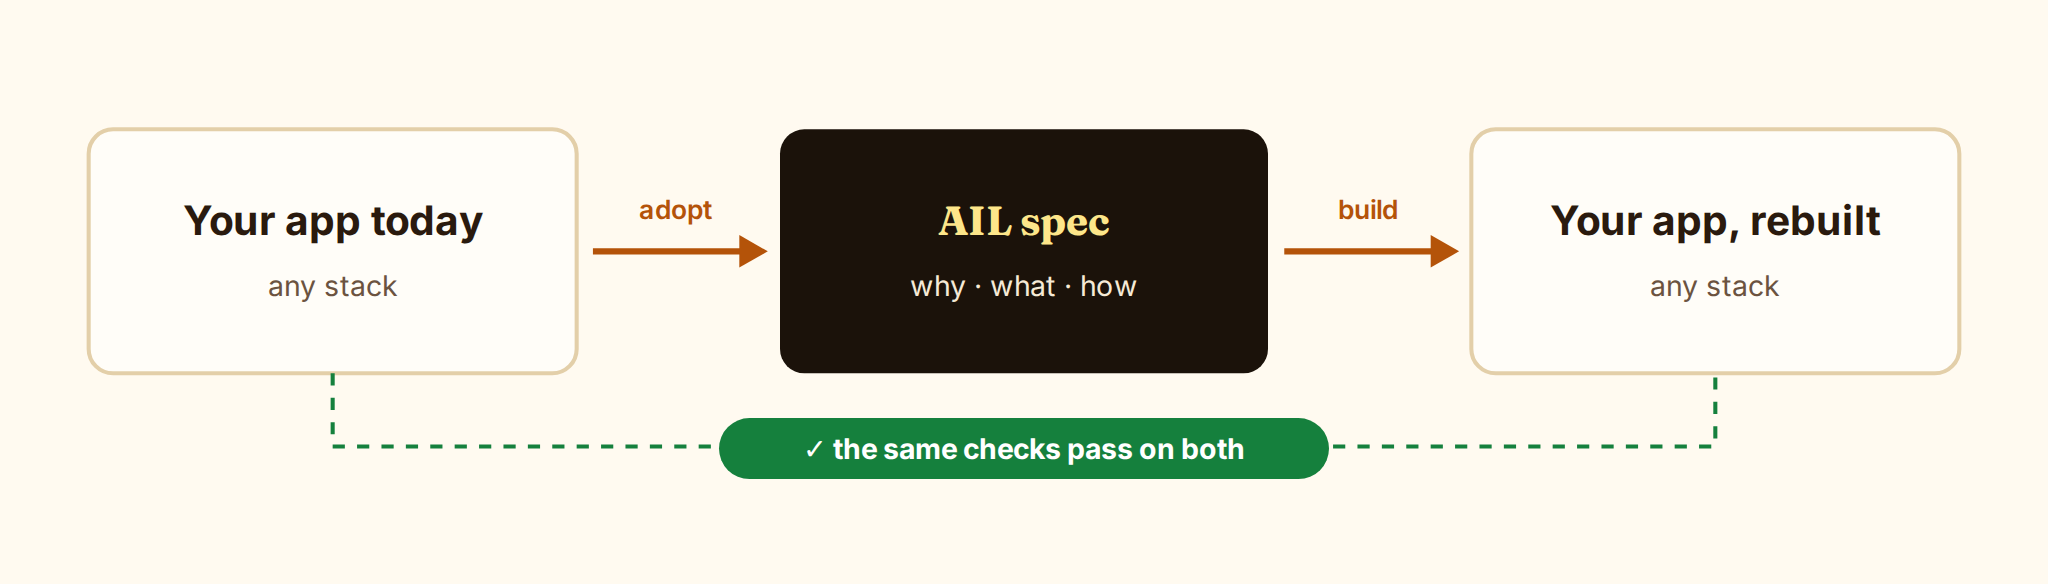 Your app today
any stack
adopt
AIL spec
why · what · how
build
Your app, rebuilt
any stack
✓ the same checks pass on both